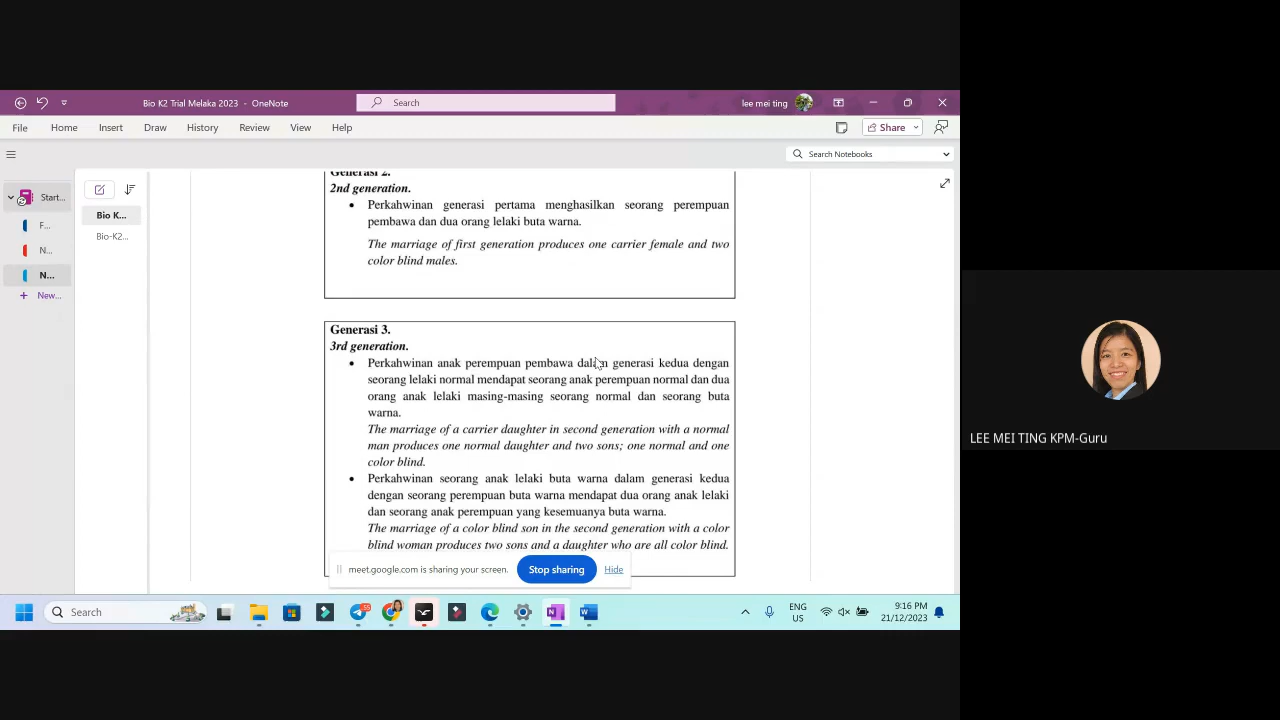 Bio K2 Trial Melaka 2023 - OneNote
Search
lee mei ting
File Home Insert Draw History Review View Help
Share
Search Notebooks
Start...
F...
N...
N...
New...
Bio K...
Bio-K2...
Generasi 2.
2nd generation.
• Perkahwinan generasi pertama menghasilkan seorang perempuan
pembawa dan dua orang lelaki buta warna.
The marriage of first generation produces one carrier female and two
color blind males.
Generasi 3.
3rd generation.
• Perkahwinan anak perempuan pembawa dalam generasi kedua dengan
seorang lelaki normal mendapat seorang anak perempuan normal dan dua
orang anak lelaki masing-masing seorang normal dan seorang buta
warna.
The marriage of a carrier daughter in second generation with a normal
man produces one normal daughter and two sons; one normal and one
color blind.
• Perkahwinan seorang anak lelaki buta warna dalam generasi kedua
dengan seorang perempuan buta warna mendapat dua orang anak lelaki
dan seorang anak perempuan yang kesemuanya buta warna.
The marriage of a color blind son in the second generation with a color
blind woman produces two sons and a daughter who are all color blind.
meet.google.com is sharing your screen. Stop sharing Hide
Search
ENG
US
9:16 PM
21/12/2023
LEE MEI TING KPM-Guru